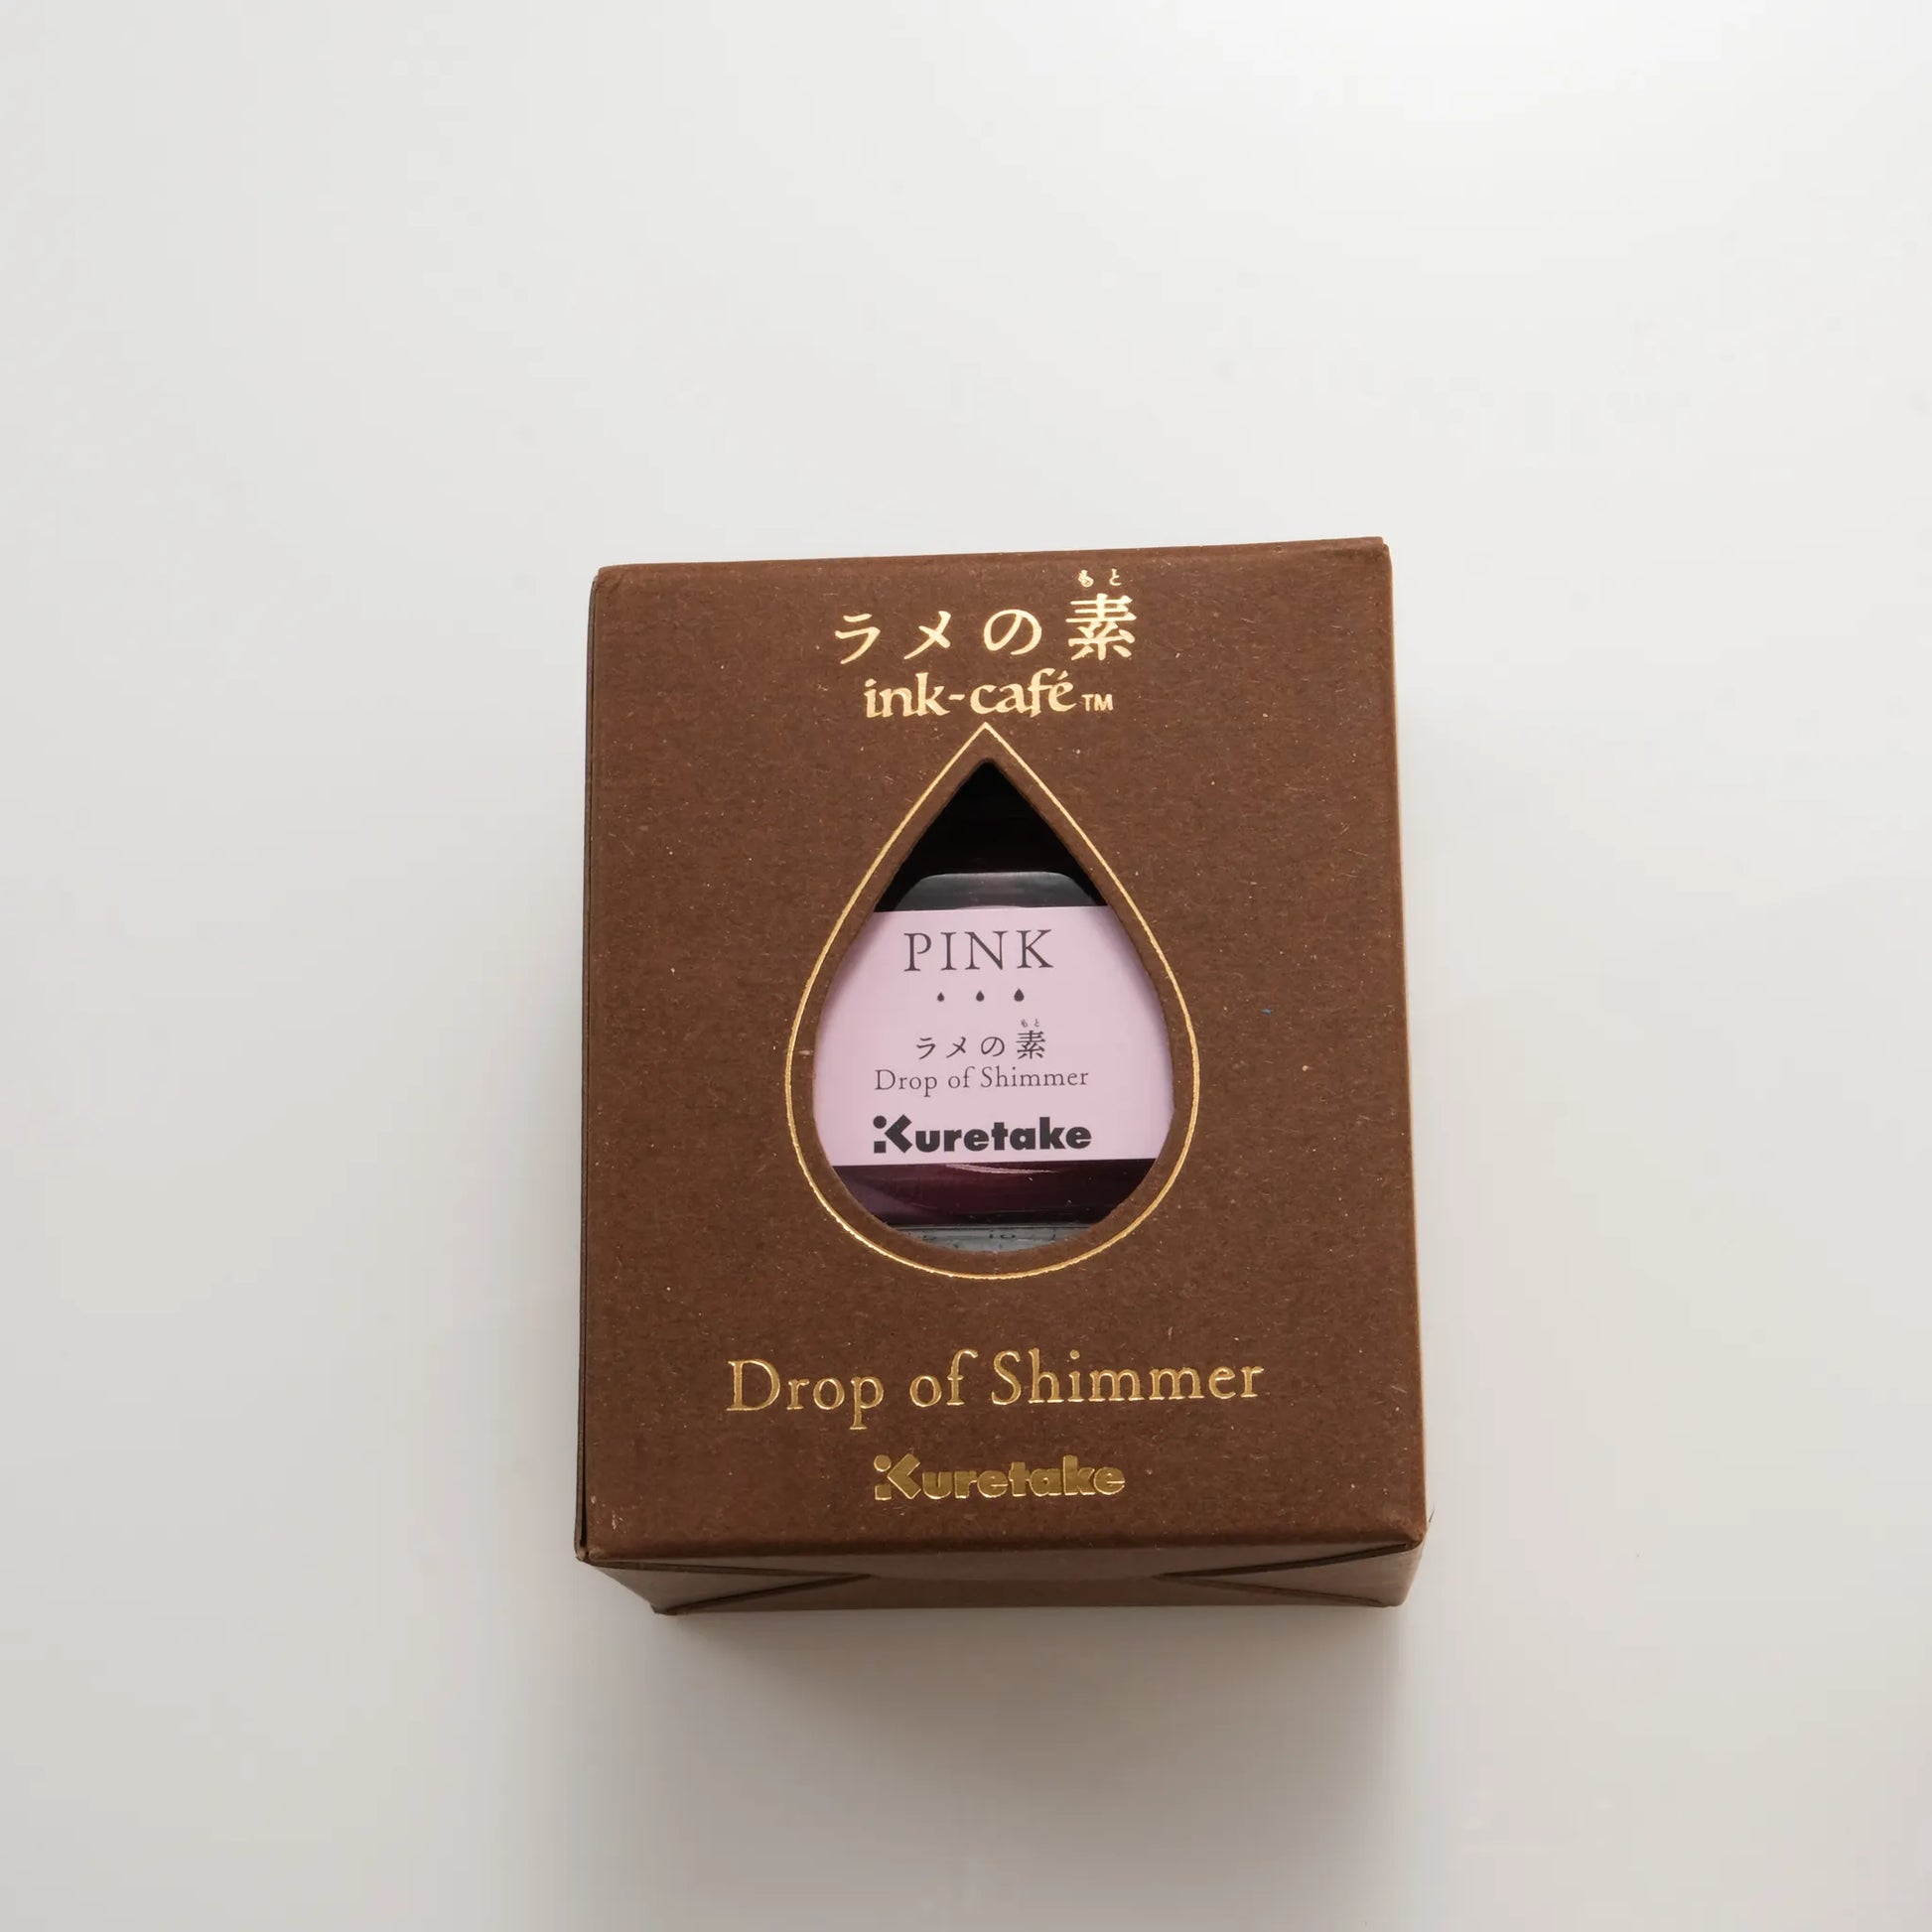 もと
ラメの素
ink-café™
PINK
もと
ラメの素
Drop of Shimmer
Kuretake
Drop of Shimmer
Kuretake